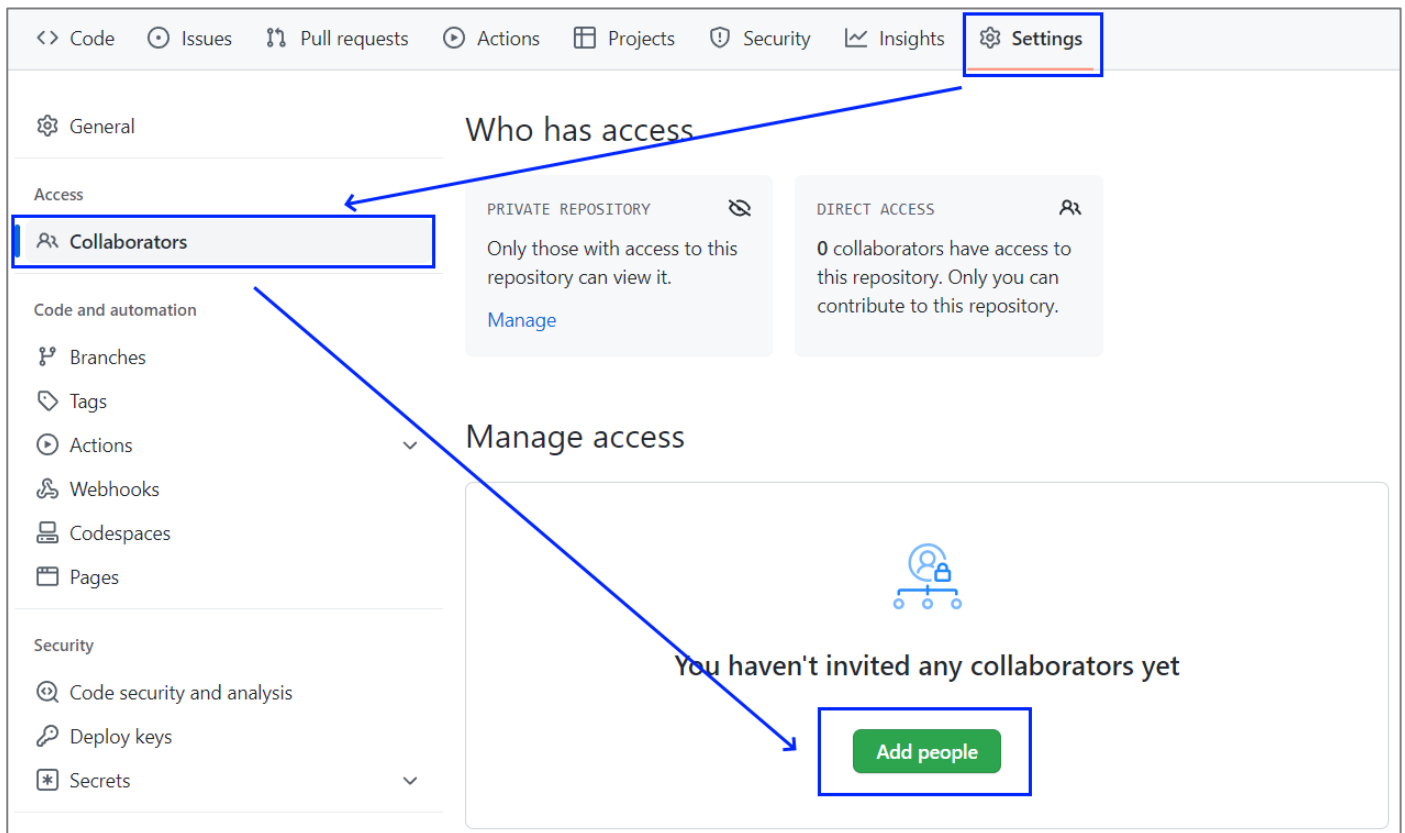 Code Issues Pull requests Actions Projects Security Insights Settings
General
Access
Collaborators
Code and automation
Branches
Tags
Actions
Webhooks
Codespaces
Pages
Security
Code security and analysis
Deploy keys
Secrets
Who has access
PRIVATE REPOSITORY
Only those with access to this
repository can view it.
Manage
DIRECT ACCESS
0 collaborators have access to
this repository. Only you can
contribute to this repository.
Manage access
You haven't invited any collaborators yet
Add people